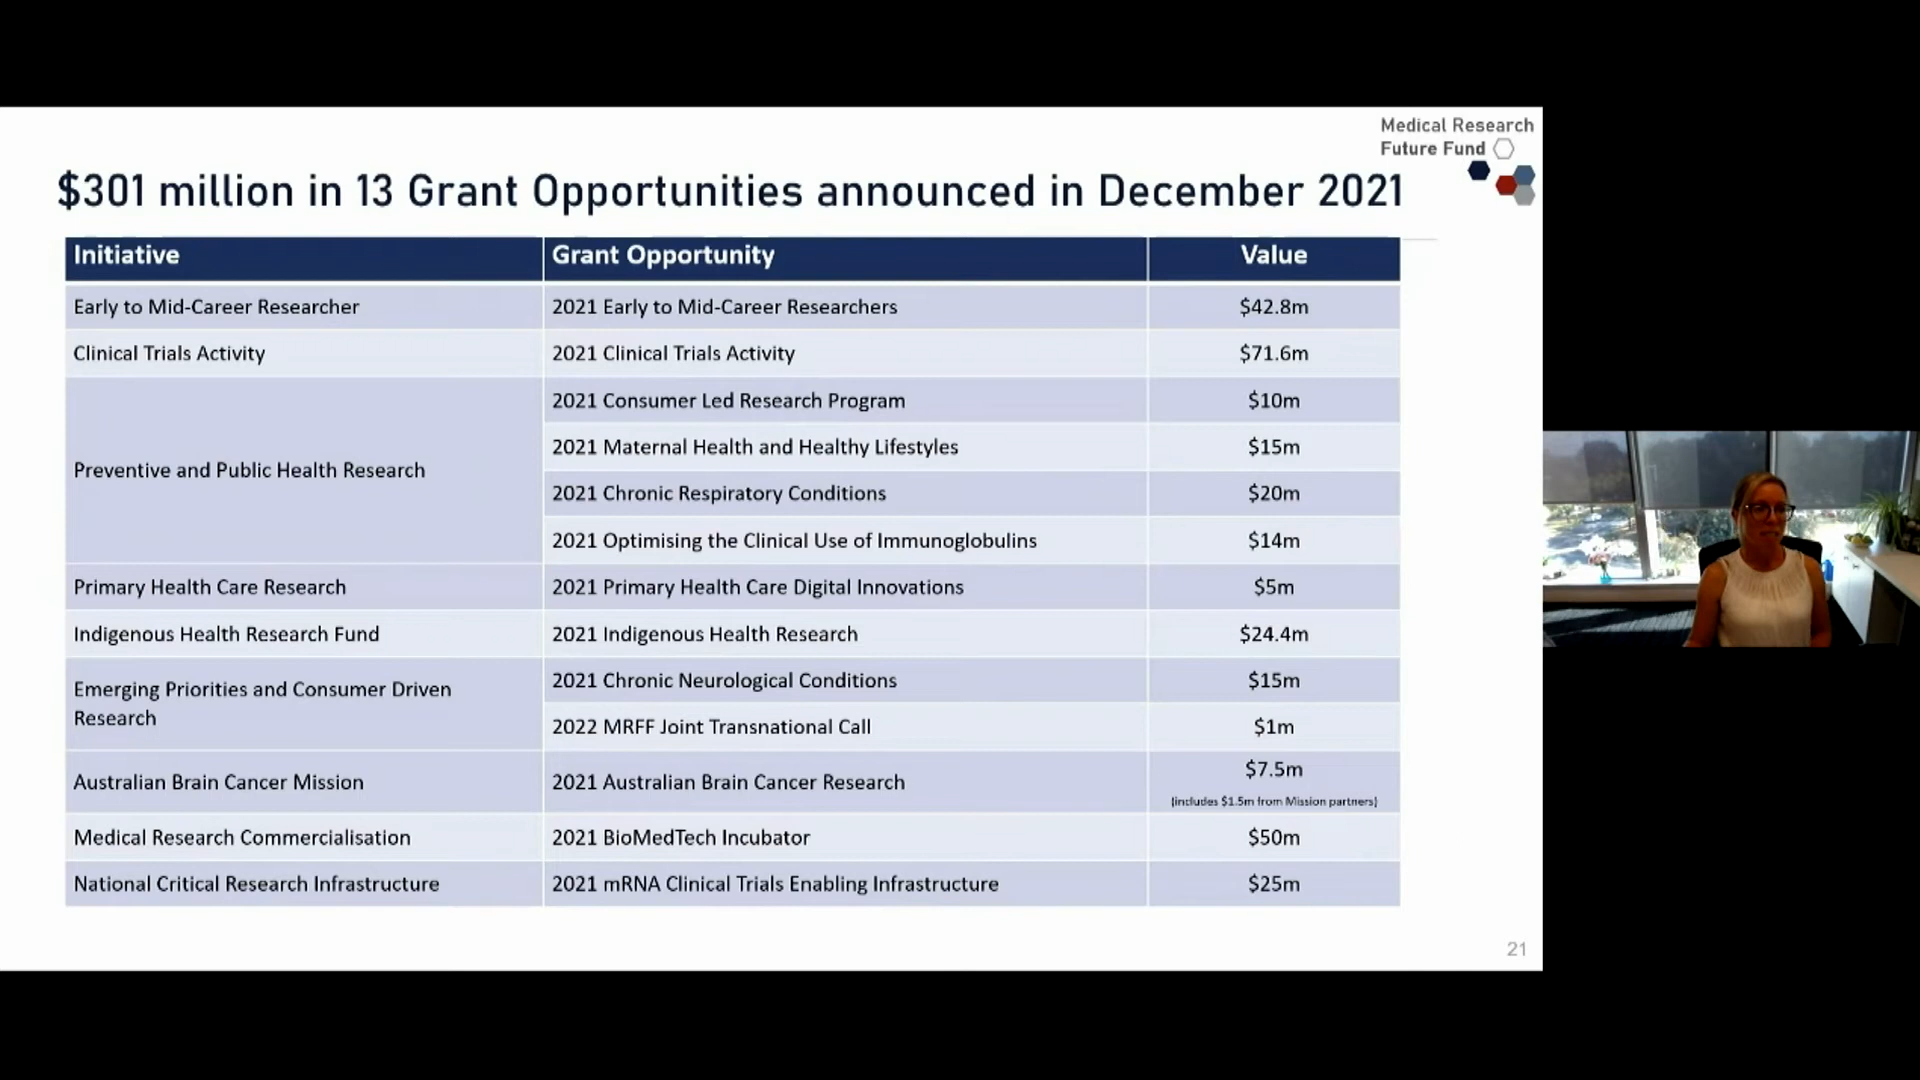 Medical Research
Future Fund
$301 million in 13 Grant Opportunities announced in December 2021
Initiative Grant Opportunity Value
Early to Mid-Career Researcher 2021 Early to Mid-Career Researchers $42.8m
Clinical Trials Activity 2021 Clinical Trials Activity $71.6m
Preventive and Public Health Research
2021 Consumer Led Research Program $10m
2021 Maternal Health and Healthy Lifestyles $15m
2021 Chronic Respiratory Conditions $20m
2021 Optimising the Clinical Use of Immunoglobulins $14m
Primary Health Care Research 2021 Primary Health Care Digital Innovations $5m
Indigenous Health Research Fund 2021 Indigenous Health Research $24.4m
Emerging Priorities and Consumer Driven
Research
2021 Chronic Neurological Conditions $15m
2022 MRFF Joint Transnational Call $1m
Australian Brain Cancer Mission 2021 Australian Brain Cancer Research $7.5m
(includes $1.5m from Mission partners)
Medical Research Commercialisation 2021 BioMedTech Incubator $50m
National Critical Research Infrastructure 2021 mRNA Clinical Trials Enabling Infrastructure $25m
21